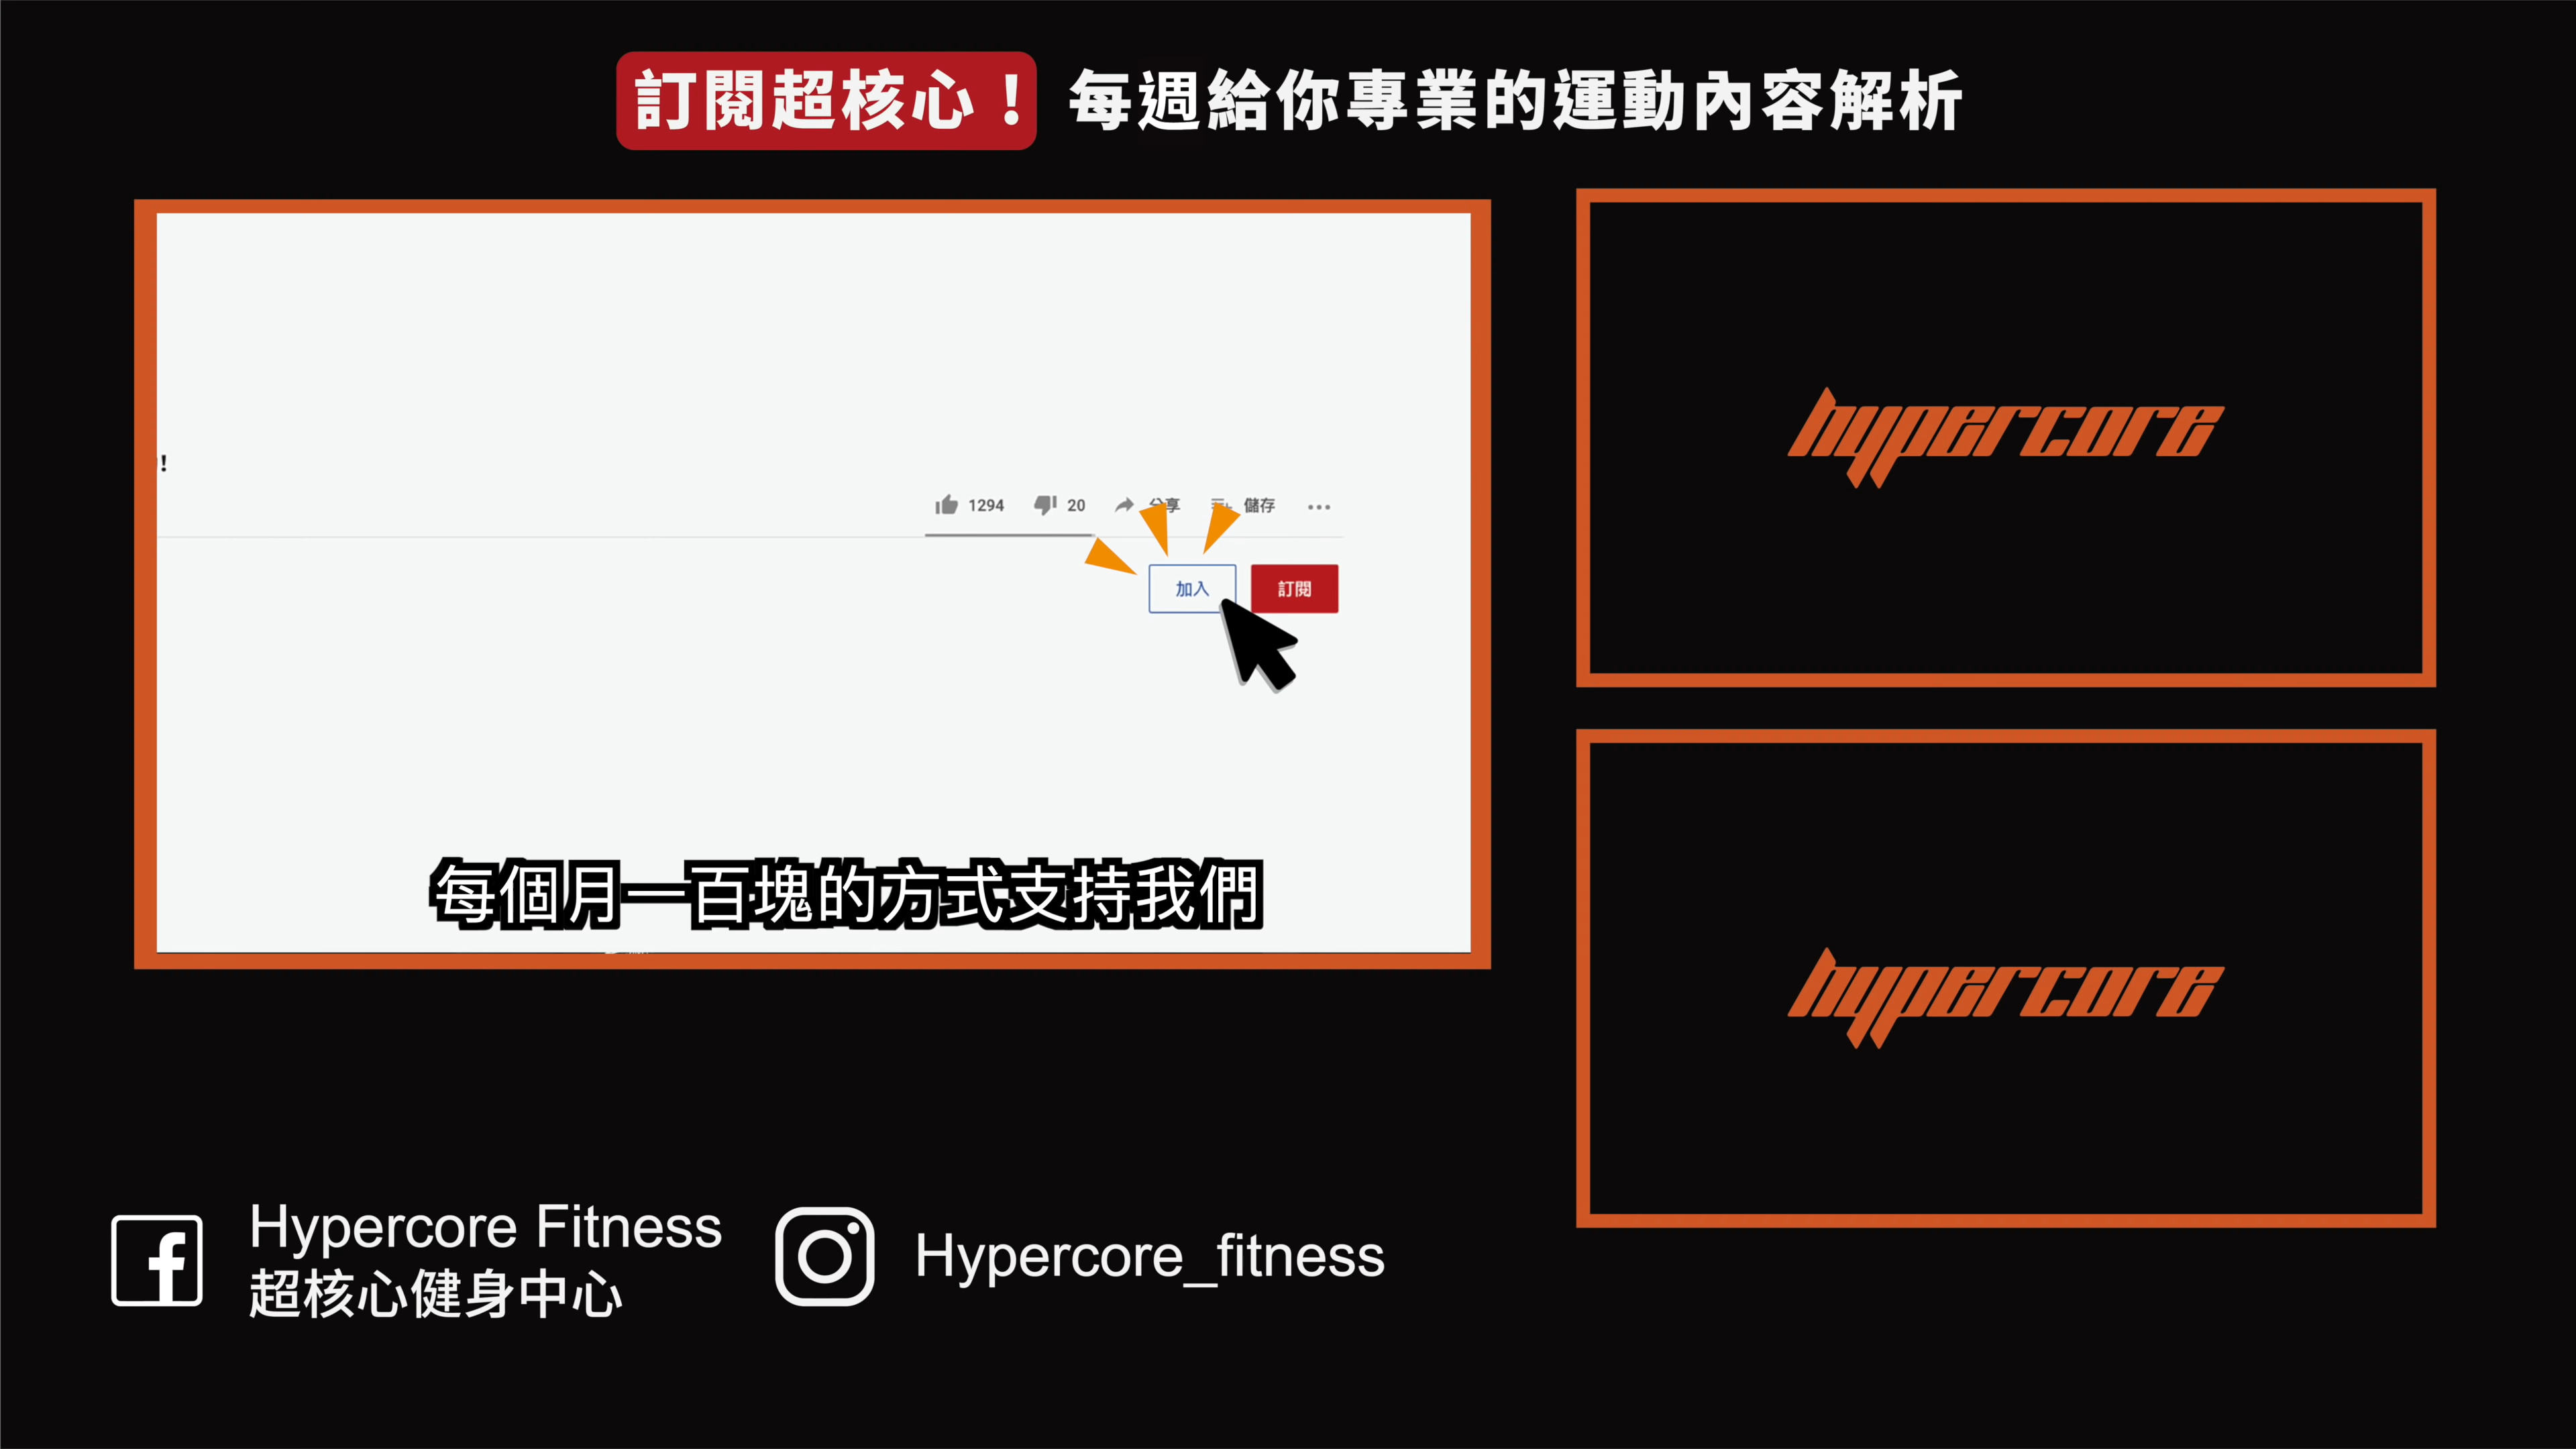 訂閱超核心！ 每週給你專業的運動內容解析
!
1294 20 分享 儲存
加入 訂閱
每個月一百塊的方式支持我們
hypercore
hypercore
Hypercore Fitness
超核心健身中心
Hypercore_fitness